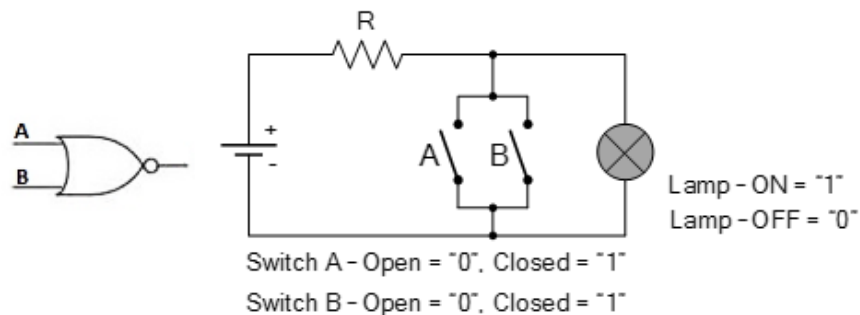 R
A
B
+
-
A
B
Lamp - ON = "1"
Lamp - OFF = "0"
Switch A - Open = "0", Closed = "1"
Switch B - Open = "0", Closed = "1"